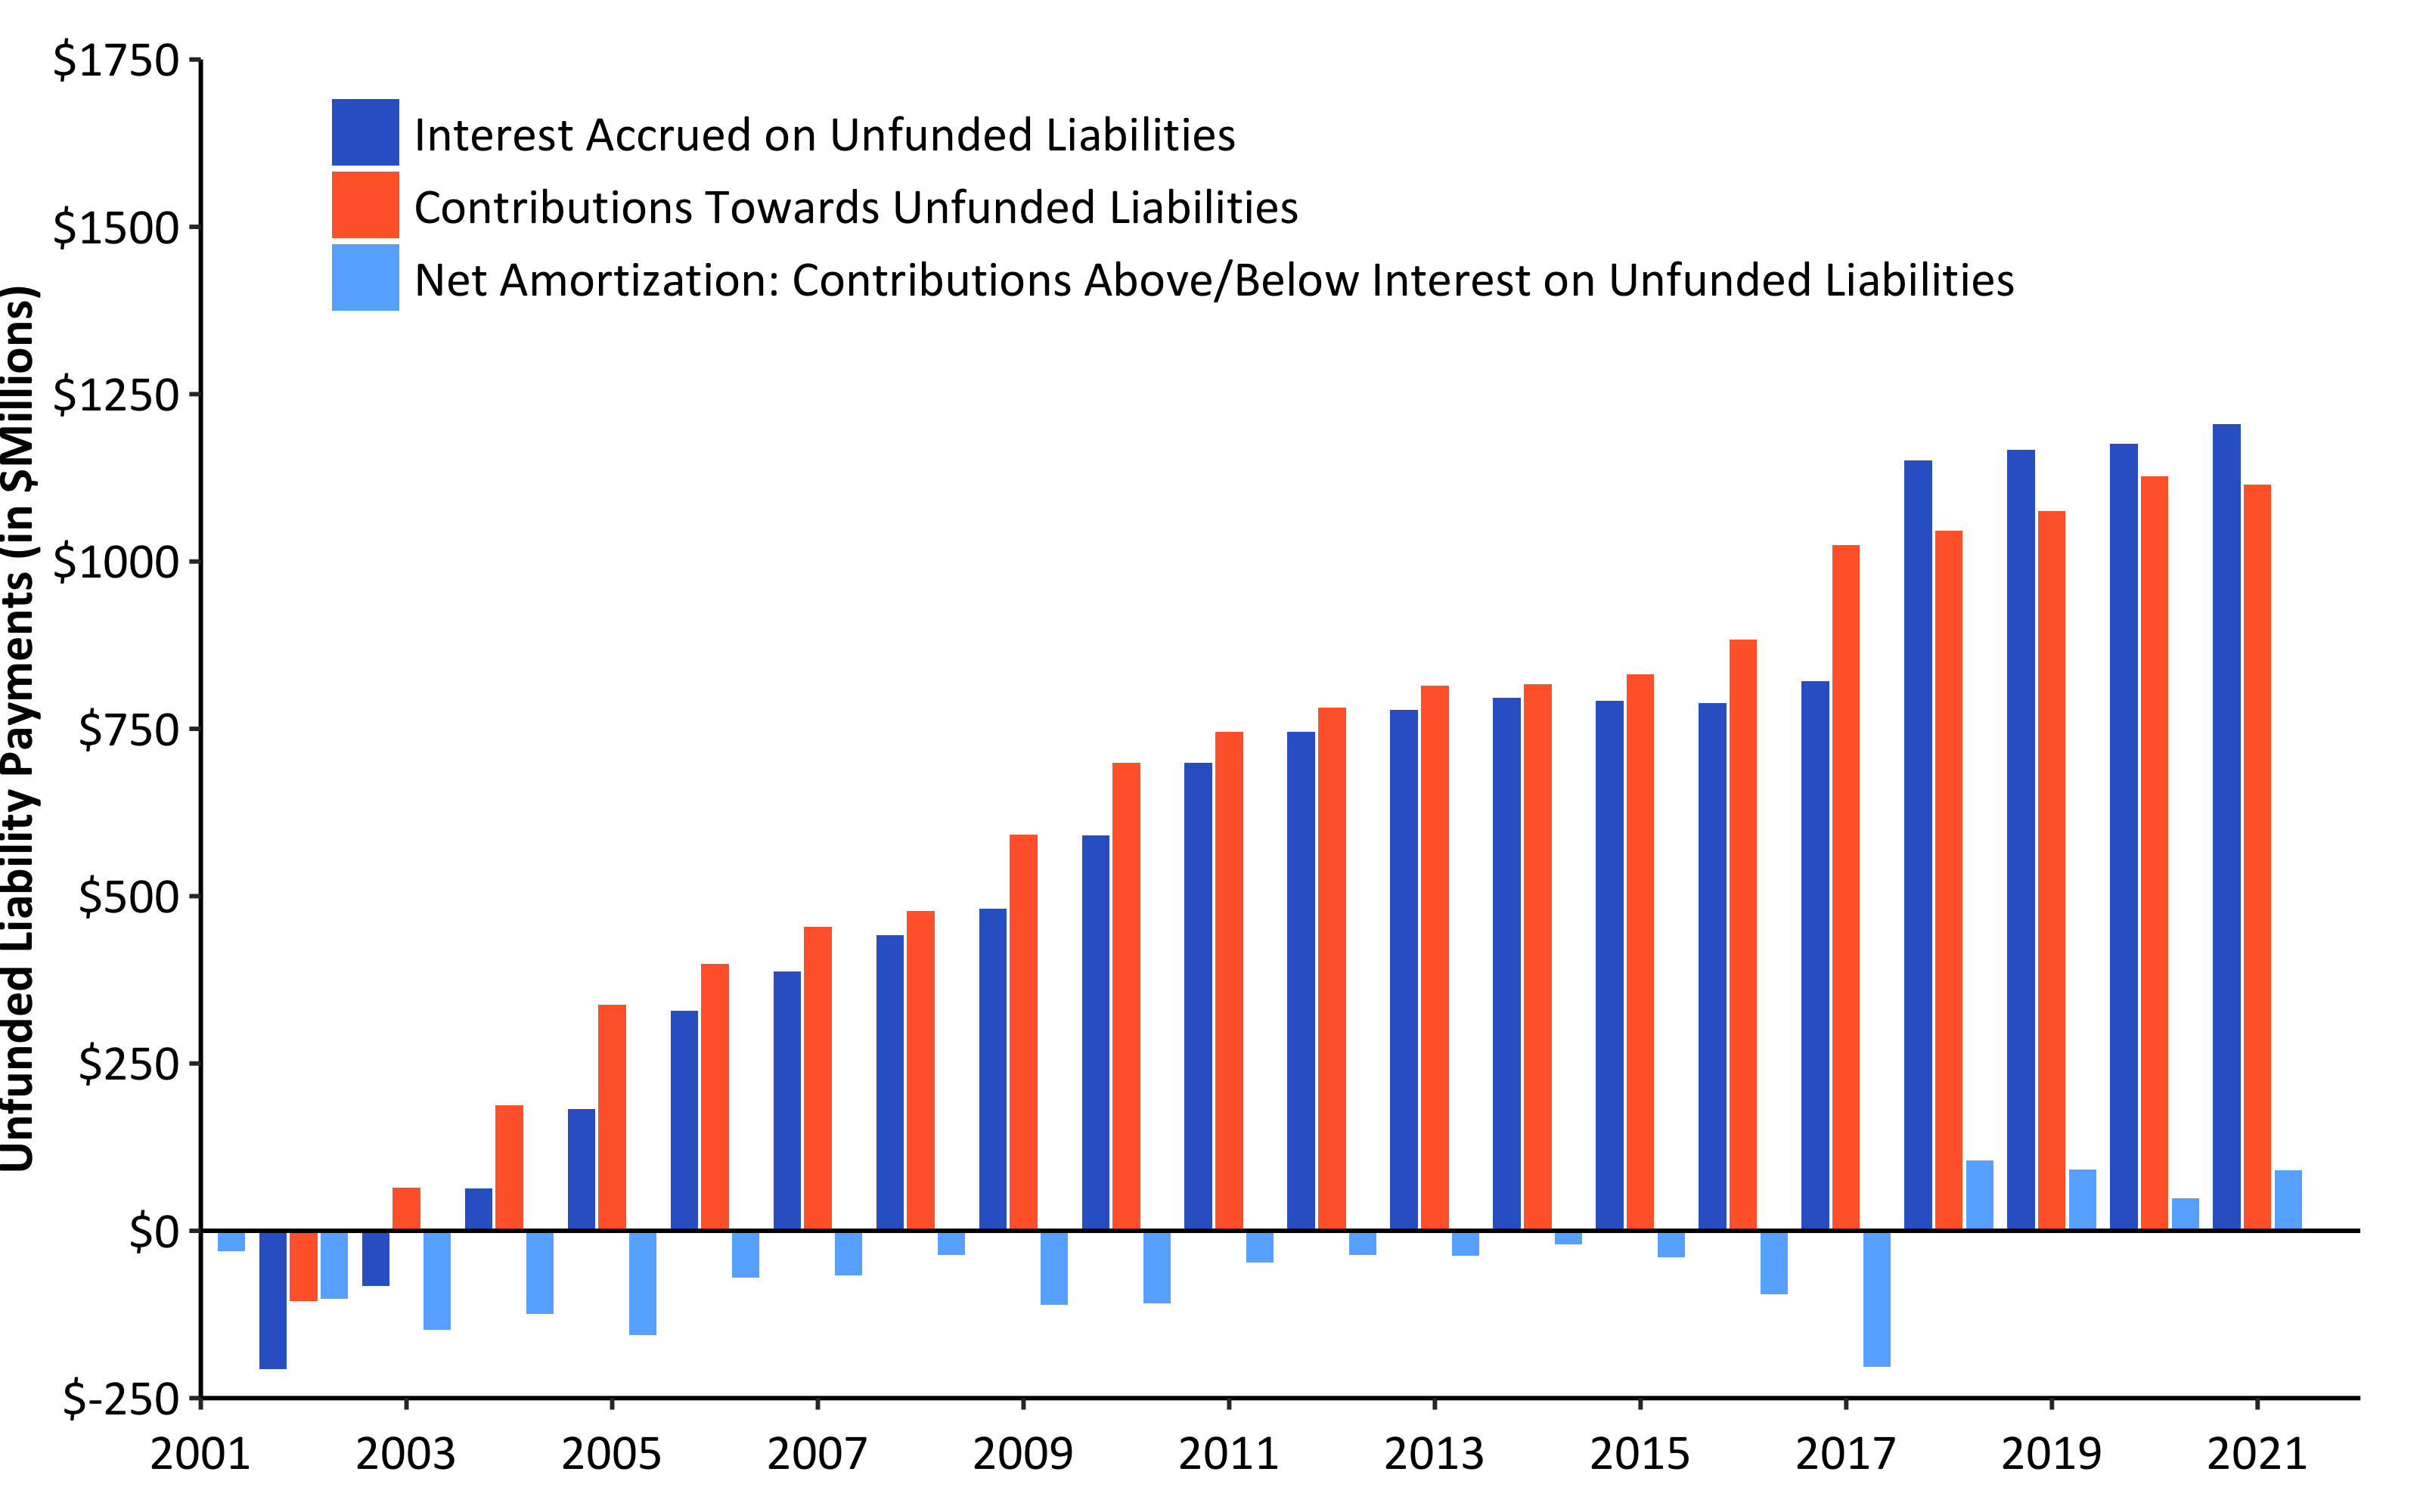 $1750
Interest Accrued on Unfunded Liabilities
Contributions Towards Unfunded Liabilities
$1500
Net Amortization: Contributions Above/Below Interest on Unfunded Liabilities
$1250
$1000
$750
$500
$250
$0
$-250
Unfunded Liability Payments (in $Millions)
2001 2003 2005 2007 2009 2011 2013 2015 2017 2019 2021